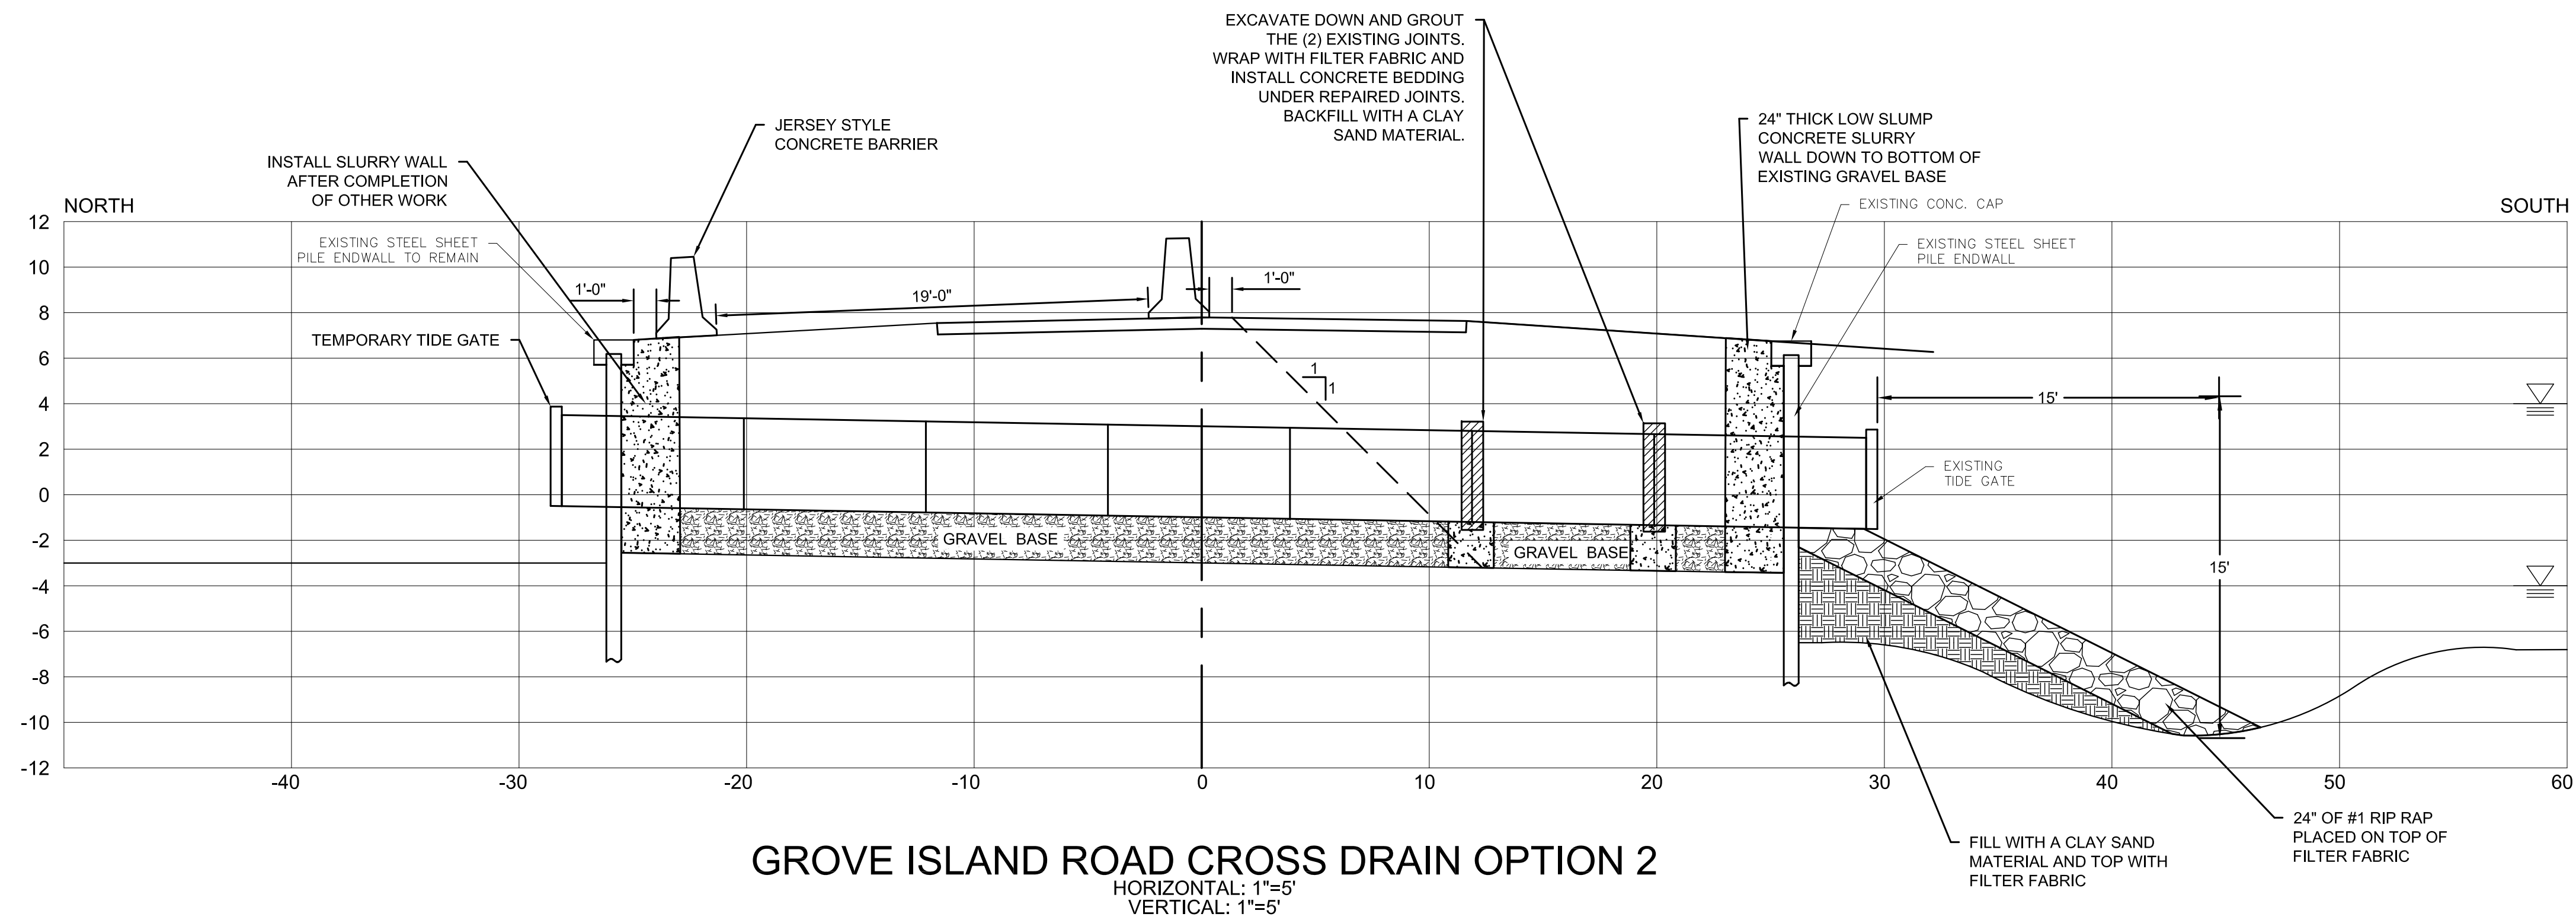 EXCAVATE DOWN AND GROUT
THE (2) EXISTING JOINTS.
WRAP WITH FILTER FABRIC AND
INSTALL CONCRETE BEDDING
UNDER REPAIRED JOINTS.
BACKFILL WITH A CLAY
SAND MATERIAL.
JERSEY STYLE
CONCRETE BARRIER
24" THICK LOW SLUMP
CONCRETE SLURRY
WALL DOWN TO BOTTOM OF
EXISTING GRAVEL BASE
INSTALL SLURRY WALL
AFTER COMPLETION
OF OTHER WORK
NORTH
SOUTH
EXISTING CONC. CAP
EXISTING STEEL SHEET
PILE ENDWALL TO REMAIN
EXISTING STEEL SHEET
PILE ENDWALL
1'-0"
19'-0"
1'-0"
TEMPORARY TIDE GATE
1
1
15'
EXISTING
TIDE GATE
GRAVEL BASE
GRAVEL BASE
15'
12
10
8
6
4
2
0
-2
-4
-6
-8
-10
-12
-40
-30
-20
-10
0
10
20
30
40
50
60
FILL WITH A CLAY SAND
MATERIAL AND TOP WITH
FILTER FABRIC
24" OF #1 RIP RAP
PLACED ON TOP OF
FILTER FABRIC
GROVE ISLAND ROAD CROSS DRAIN OPTION 2
HORIZONTAL: 1"=5'
VERTICAL: 1"=5'